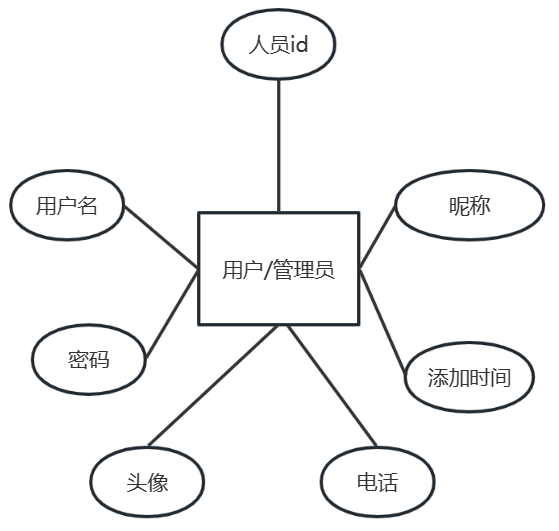 人员id
用户名
昵称
用户/管理员
密码
添加时间
头像
电话